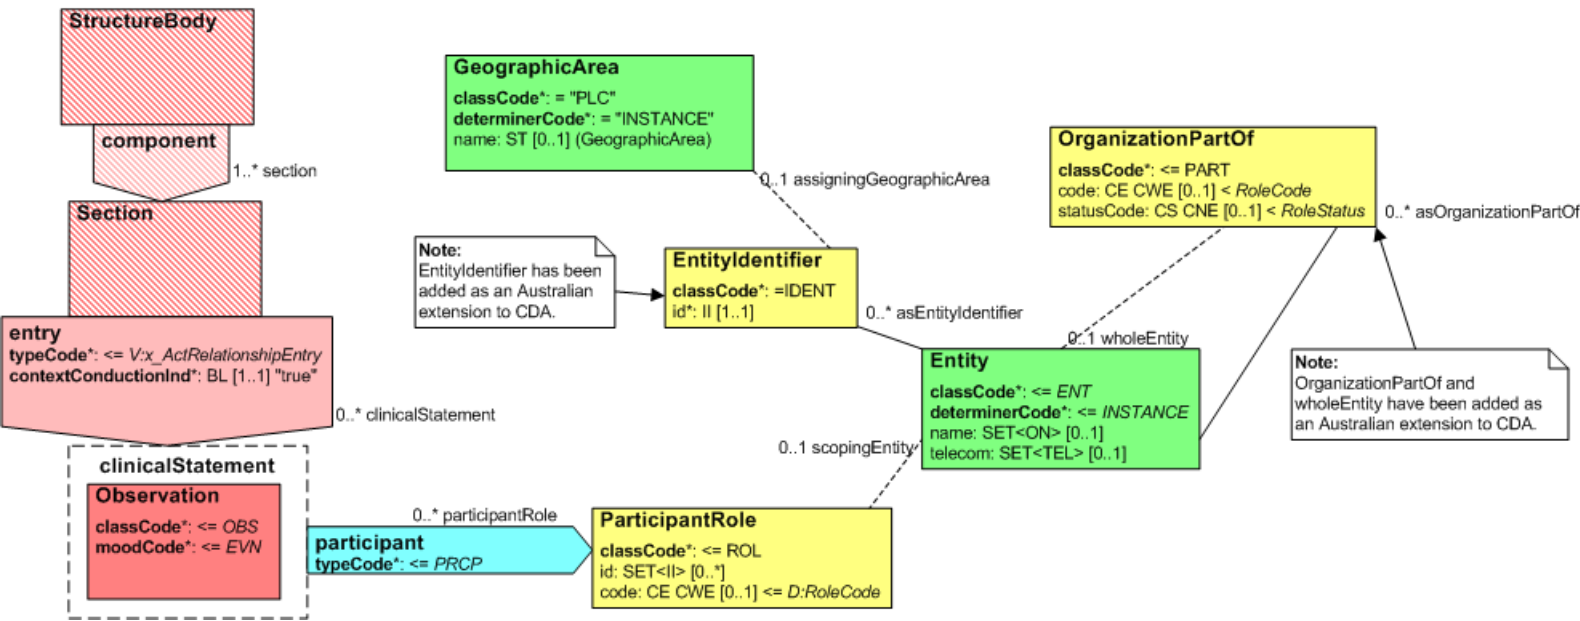 StructureBody
component
1..* section
Section
entry
typeCode*: <= V:x_ActRelationshipEntry
contextConductionInd*: BL [1..1] "true"
0..* clinicalStatement
clinicalStatement
Observation
classCode*: <= OBS
moodCode*: <= EVN
0..* participantRole
participant
typeCode*: <= PRCP
ParticipantRole
classCode*: <= ROL
id: SET<II> [0..*]
code: CE CWE [0..1] <= D:RoleCode
0..1 scopingEntity
GeographicArea
classCode*: = "PLC"
determinerCode*: = "INSTANCE"
name: ST [0..1] (GeographicArea)
0..1 assigningGeographicArea
Note:
EntityIdentifier has been
added as an Australian
extension to CDA.
EntityIdentifier
classCode*: =IDENT
id*: II [1..1]
0..* asEntityIdentifier
Entity
classCode*: <= ENT
determinerCode*: <= INSTANCE
name: SET<ON> [0..1]
telecom: SET<TEL> [0..1]
0..1 wholeEntity
OrganizationPartOf
classCode*: <= PART
code: CE CWE [0..1] < RoleCode
statusCode: CS CNE [0..1] < RoleStatus
0..* asOrganizationPartOf
Note:
OrganizationPartOf and
wholeEntity have been added as
an Australian extension to CDA.